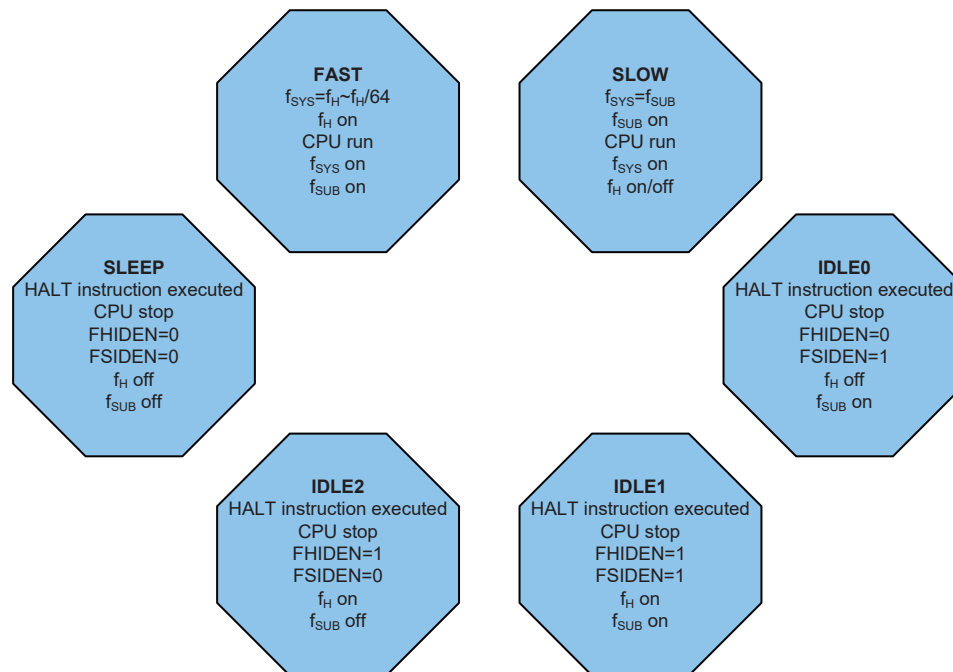 FAST
fSYS=fH~fH/64
fH on
CPU run
fSYS on
fSUB on
SLOW
fSYS=fSUB
fSUB on
CPU run
fSYS on
fH on/off
SLEEP
HALT instruction executed
CPU stop
FHIDEN=0
FSIDEN=0
fH off
fSUB off
IDLE0
HALT instruction executed
CPU stop
FHIDEN=0
FSIDEN=1
fH off
fSUB on
IDLE2
HALT instruction executed
CPU stop
FHIDEN=1
FSIDEN=0
fH on
fSUB off
IDLE1
HALT instruction executed
CPU stop
FHIDEN=1
FSIDEN=1
fH on
fSUB on